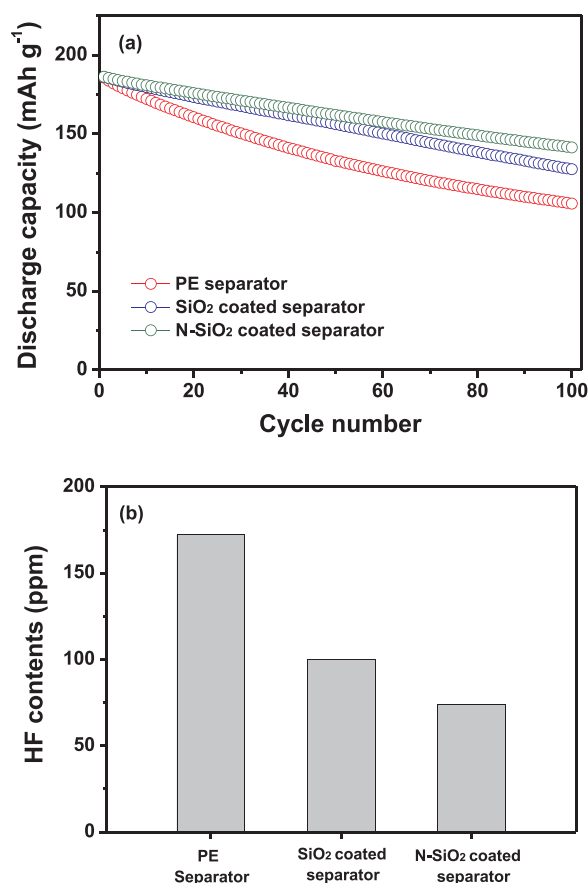 (a)
200
150
100
50
0
Discharge capacity (mAh g⁻¹)
PE separator
SiO₂ coated separator
N-SiO₂ coated separator
0 20 40 60 80 100
Cycle number
(b)
200
150
100
50
0
HF contents (ppm)
PE
Separator
SiO₂ coated
separator
N-SiO₂ coated
separator